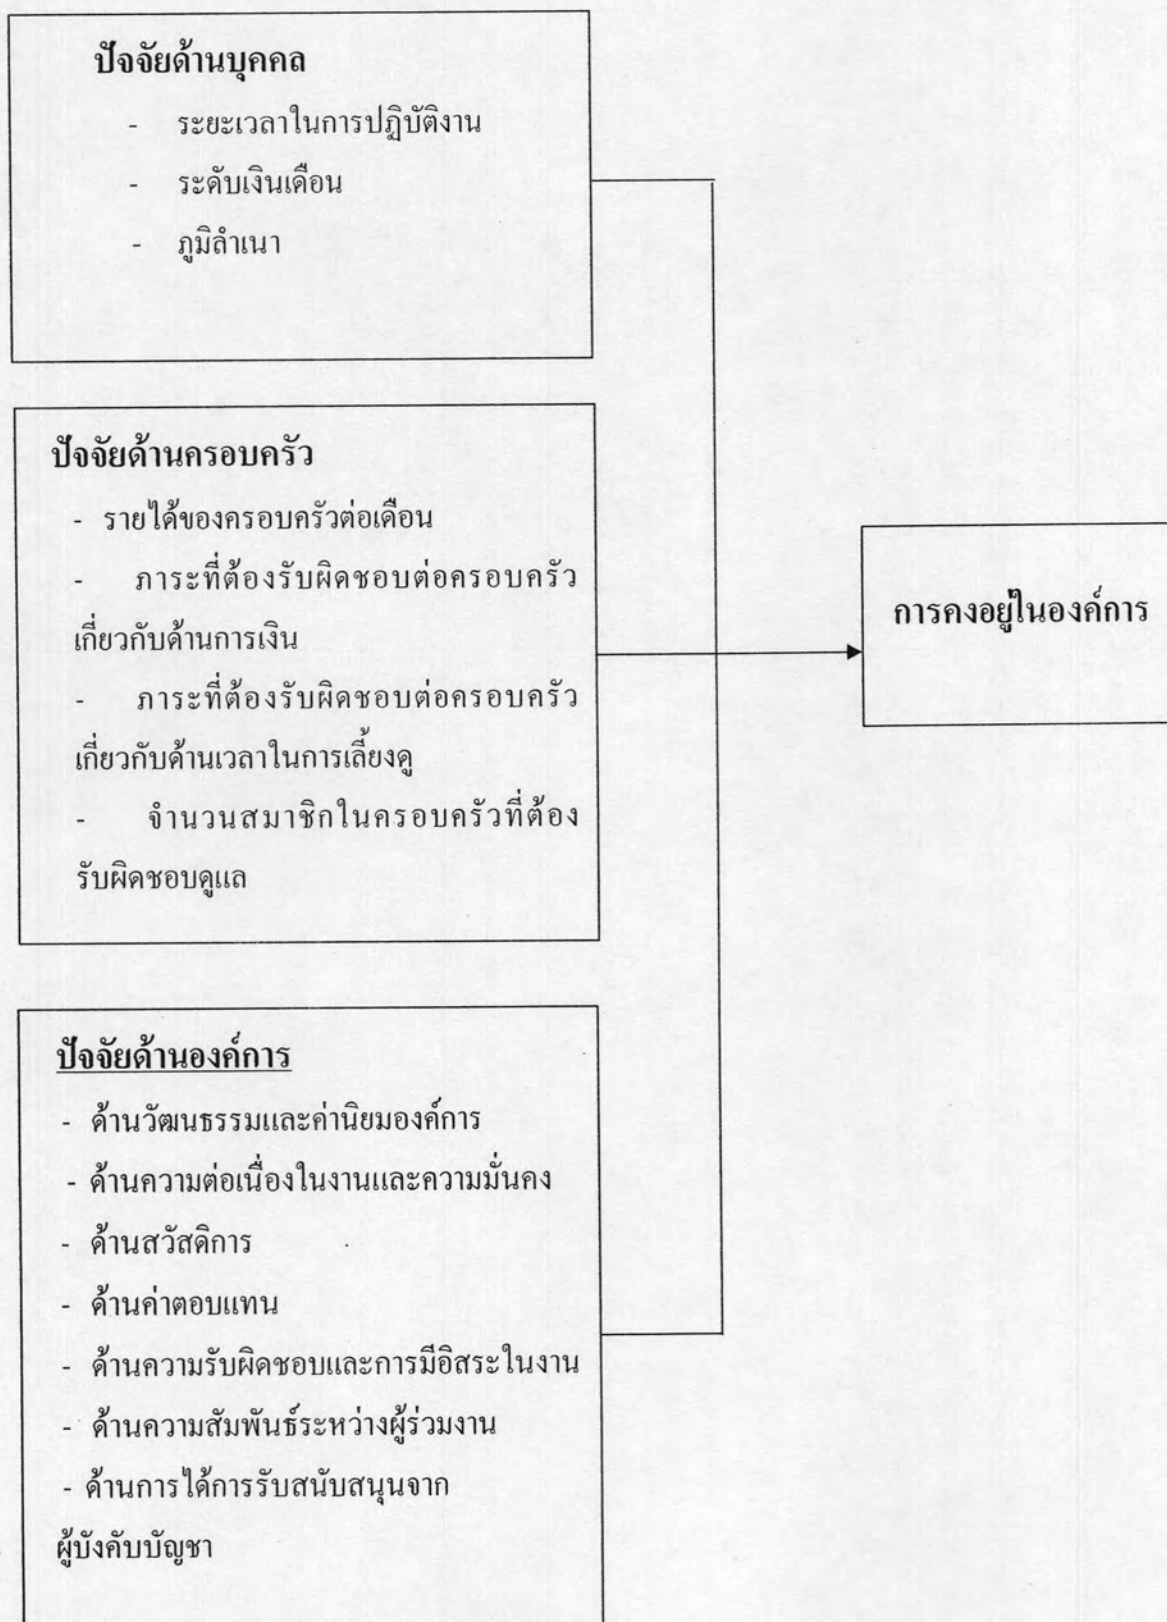 ปัจจัยด้านบุคคล
- ระยะเวลาในการปฏิบัติงาน
- ระดับเงินเดือน
- ภูมิลำเนา
ปัจจัยด้านครอบครัว
- รายได้ของครอบครัวต่อเดือน
- ภาระที่ต้องรับผิดชอบต่อครอบครัว
เกี่ยวกับด้านการเงิน
- ภาระที่ต้องรับผิดชอบต่อครอบครัว
เกี่ยวกับด้านเวลาในการเลี้ยงดู
- จำนวนสมาชิกในครอบครัวที่ต้อง
รับผิดชอบดูแล
การคงอยู่ในองค์การ
ปัจจัยด้านองค์การ
- ด้านวัฒนธรรมและค่านิยมองค์การ
- ด้านความต่อเนื่องในงานและความมั่นคง
- ด้านสวัสดิการ
- ด้านค่าตอบแทน
- ด้านความรับผิดชอบและการมีอิสระในงาน
- ด้านความสัมพันธ์ระหว่างผู้ร่วมงาน
- ด้านการได้การรับสนับสนุนจาก
ผู้บังคับบัญชา